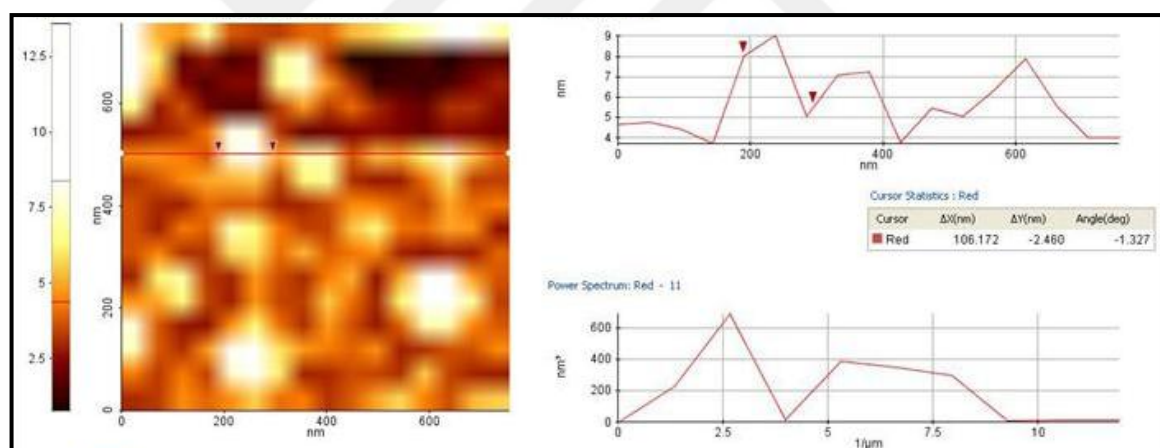 12.5
10
7.5
5
2.5
600
400
nm
200
0
0 200 400 600
nm
9
8
7
nm
6
5
4
0 200 400 600
nm
Cursor Statistics : Red
Cursor ΔX(nm) ΔY(nm) Angle(deg)
Red 106.172 -2.460 -1.327
Power Spectrum: Red - 11
600
400
nm²
200
0
0 2.5 5 7.5 10
1/µm